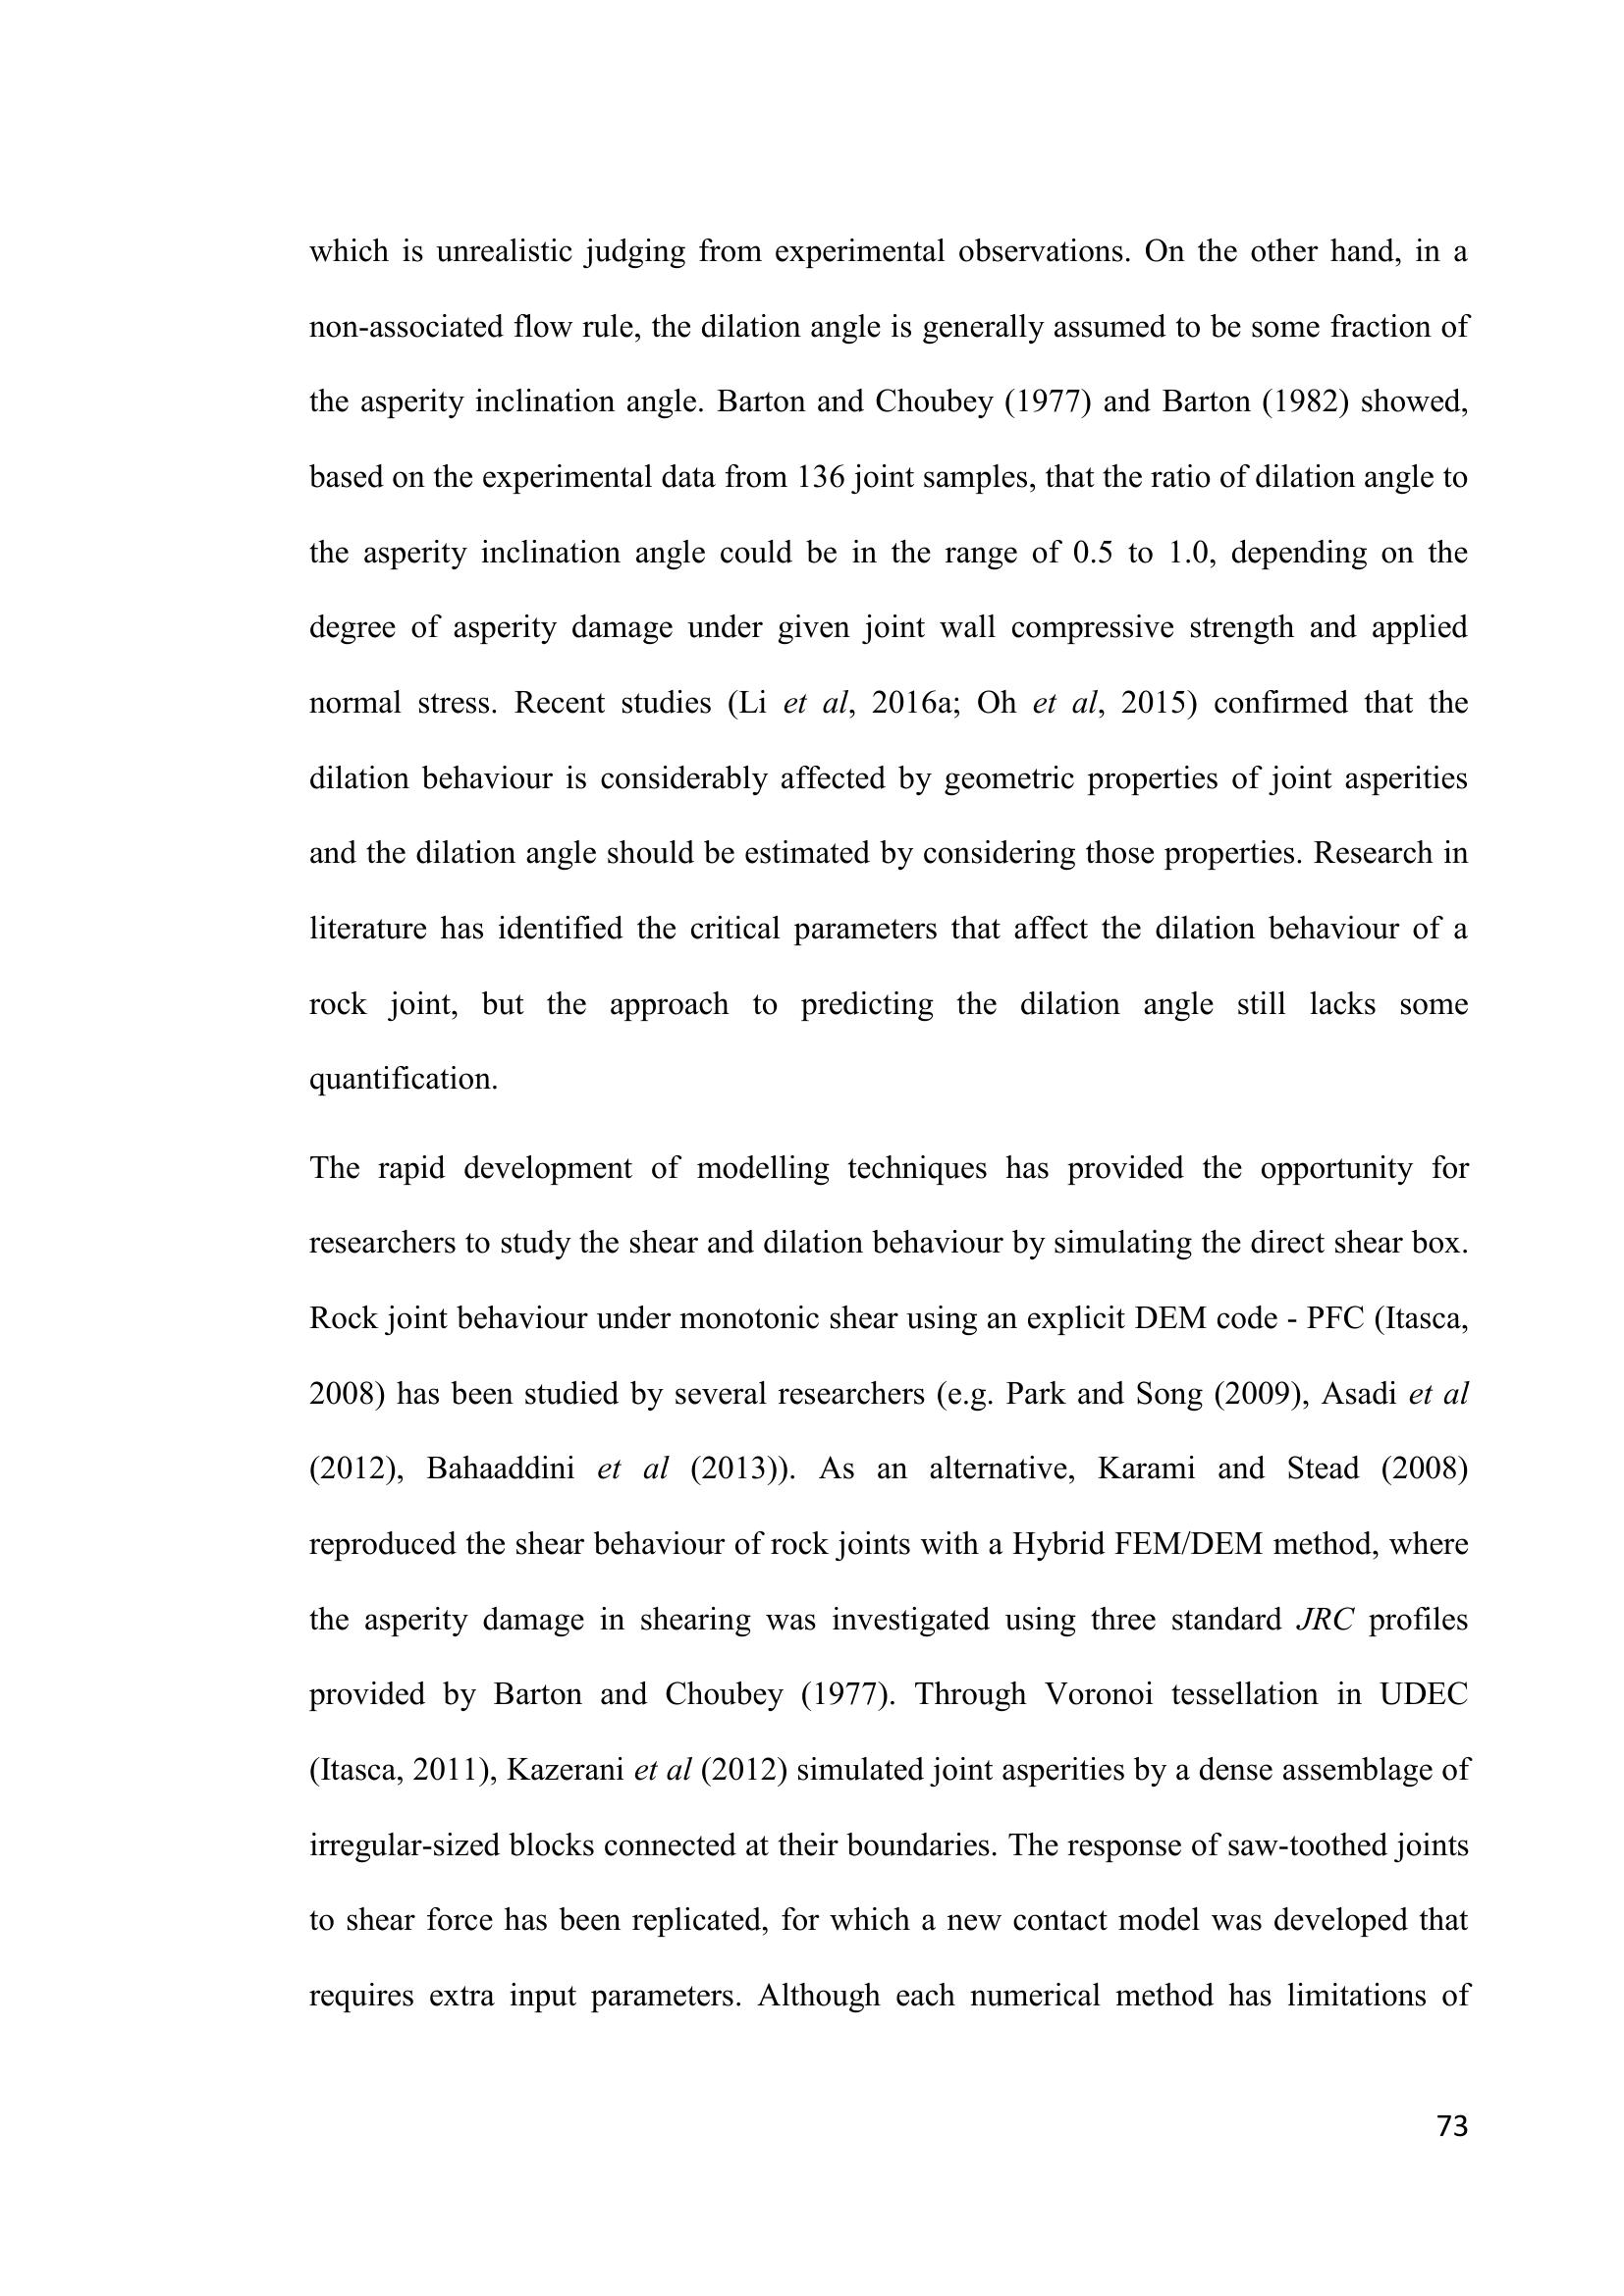 which is unrealistic judging from experimental observations. On the other hand, in a
non-associated flow rule, the dilation angle is generally assumed to be some fraction of
the asperity inclination angle. Barton and Choubey (1977) and Barton (1982) showed,
based on the experimental data from 136 joint samples, that the ratio of dilation angle to
the asperity inclination angle could be in the range of 0.5 to 1.0, depending on the
degree of asperity damage under given joint wall compressive strength and applied
normal stress. Recent studies (Li et al, 2016a; Oh et al, 2015) confirmed that the
dilation behaviour is considerably affected by geometric properties of joint asperities
and the dilation angle should be estimated by considering those properties. Research in
literature has identified the critical parameters that affect the dilation behaviour of a
rock joint, but the approach to predicting the dilation angle still lacks some
quantification.
The rapid development of modelling techniques has provided the opportunity for
researchers to study the shear and dilation behaviour by simulating the direct shear box.
Rock joint behaviour under monotonic shear using an explicit DEM code - PFC (Itasca,
2008) has been studied by several researchers (e.g. Park and Song (2009), Asadi et al
(2012), Bahaaddini et al (2013)). As an alternative, Karami and Stead (2008)
reproduced the shear behaviour of rock joints with a Hybrid FEM/DEM method, where
the asperity damage in shearing was investigated using three standard JRC profiles
provided by Barton and Choubey (1977). Through Voronoi tessellation in UDEC
(Itasca, 2011), Kazerani et al (2012) simulated joint asperities by a dense assemblage of
irregular-sized blocks connected at their boundaries. The response of saw-toothed joints
to shear force has been replicated, for which a new contact model was developed that
requires extra input parameters. Although each numerical method has limitations of
73